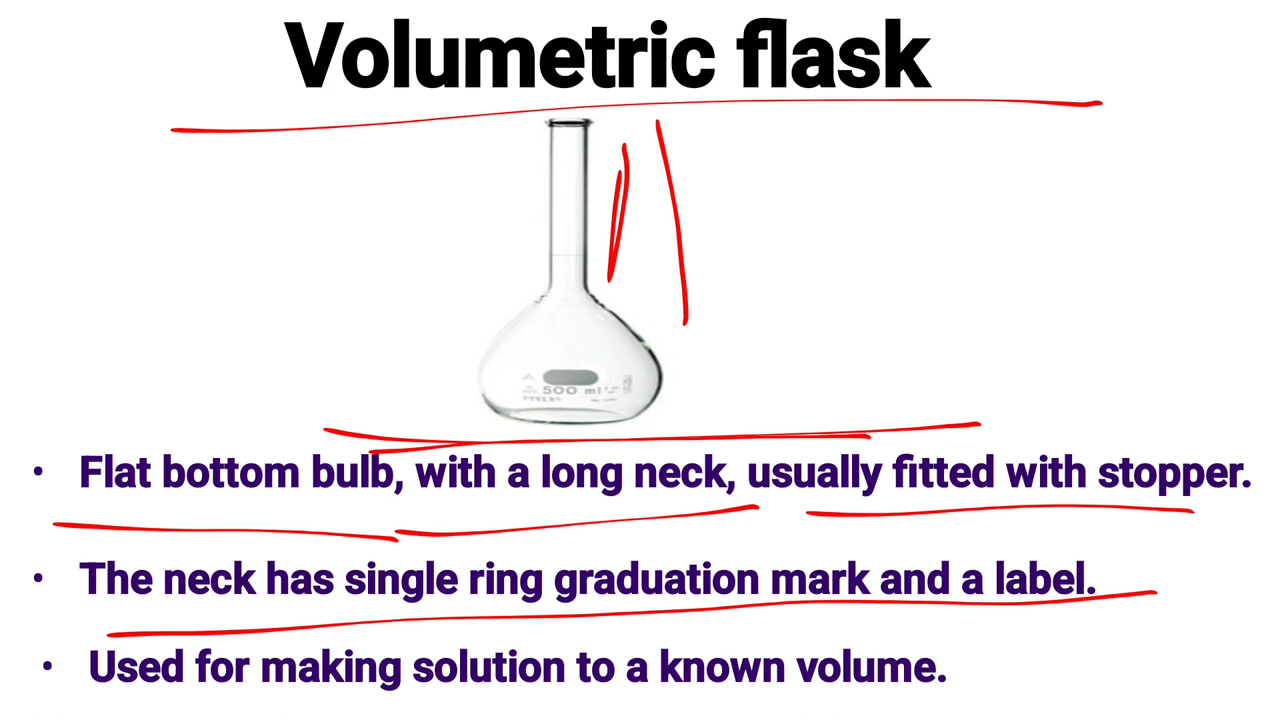 Volumetric flask
A
500 ml
PYREX
• Flat bottom bulb, with a long neck, usually fitted with stopper.
• The neck has single ring graduation mark and a label.
• Used for making solution to a known volume.